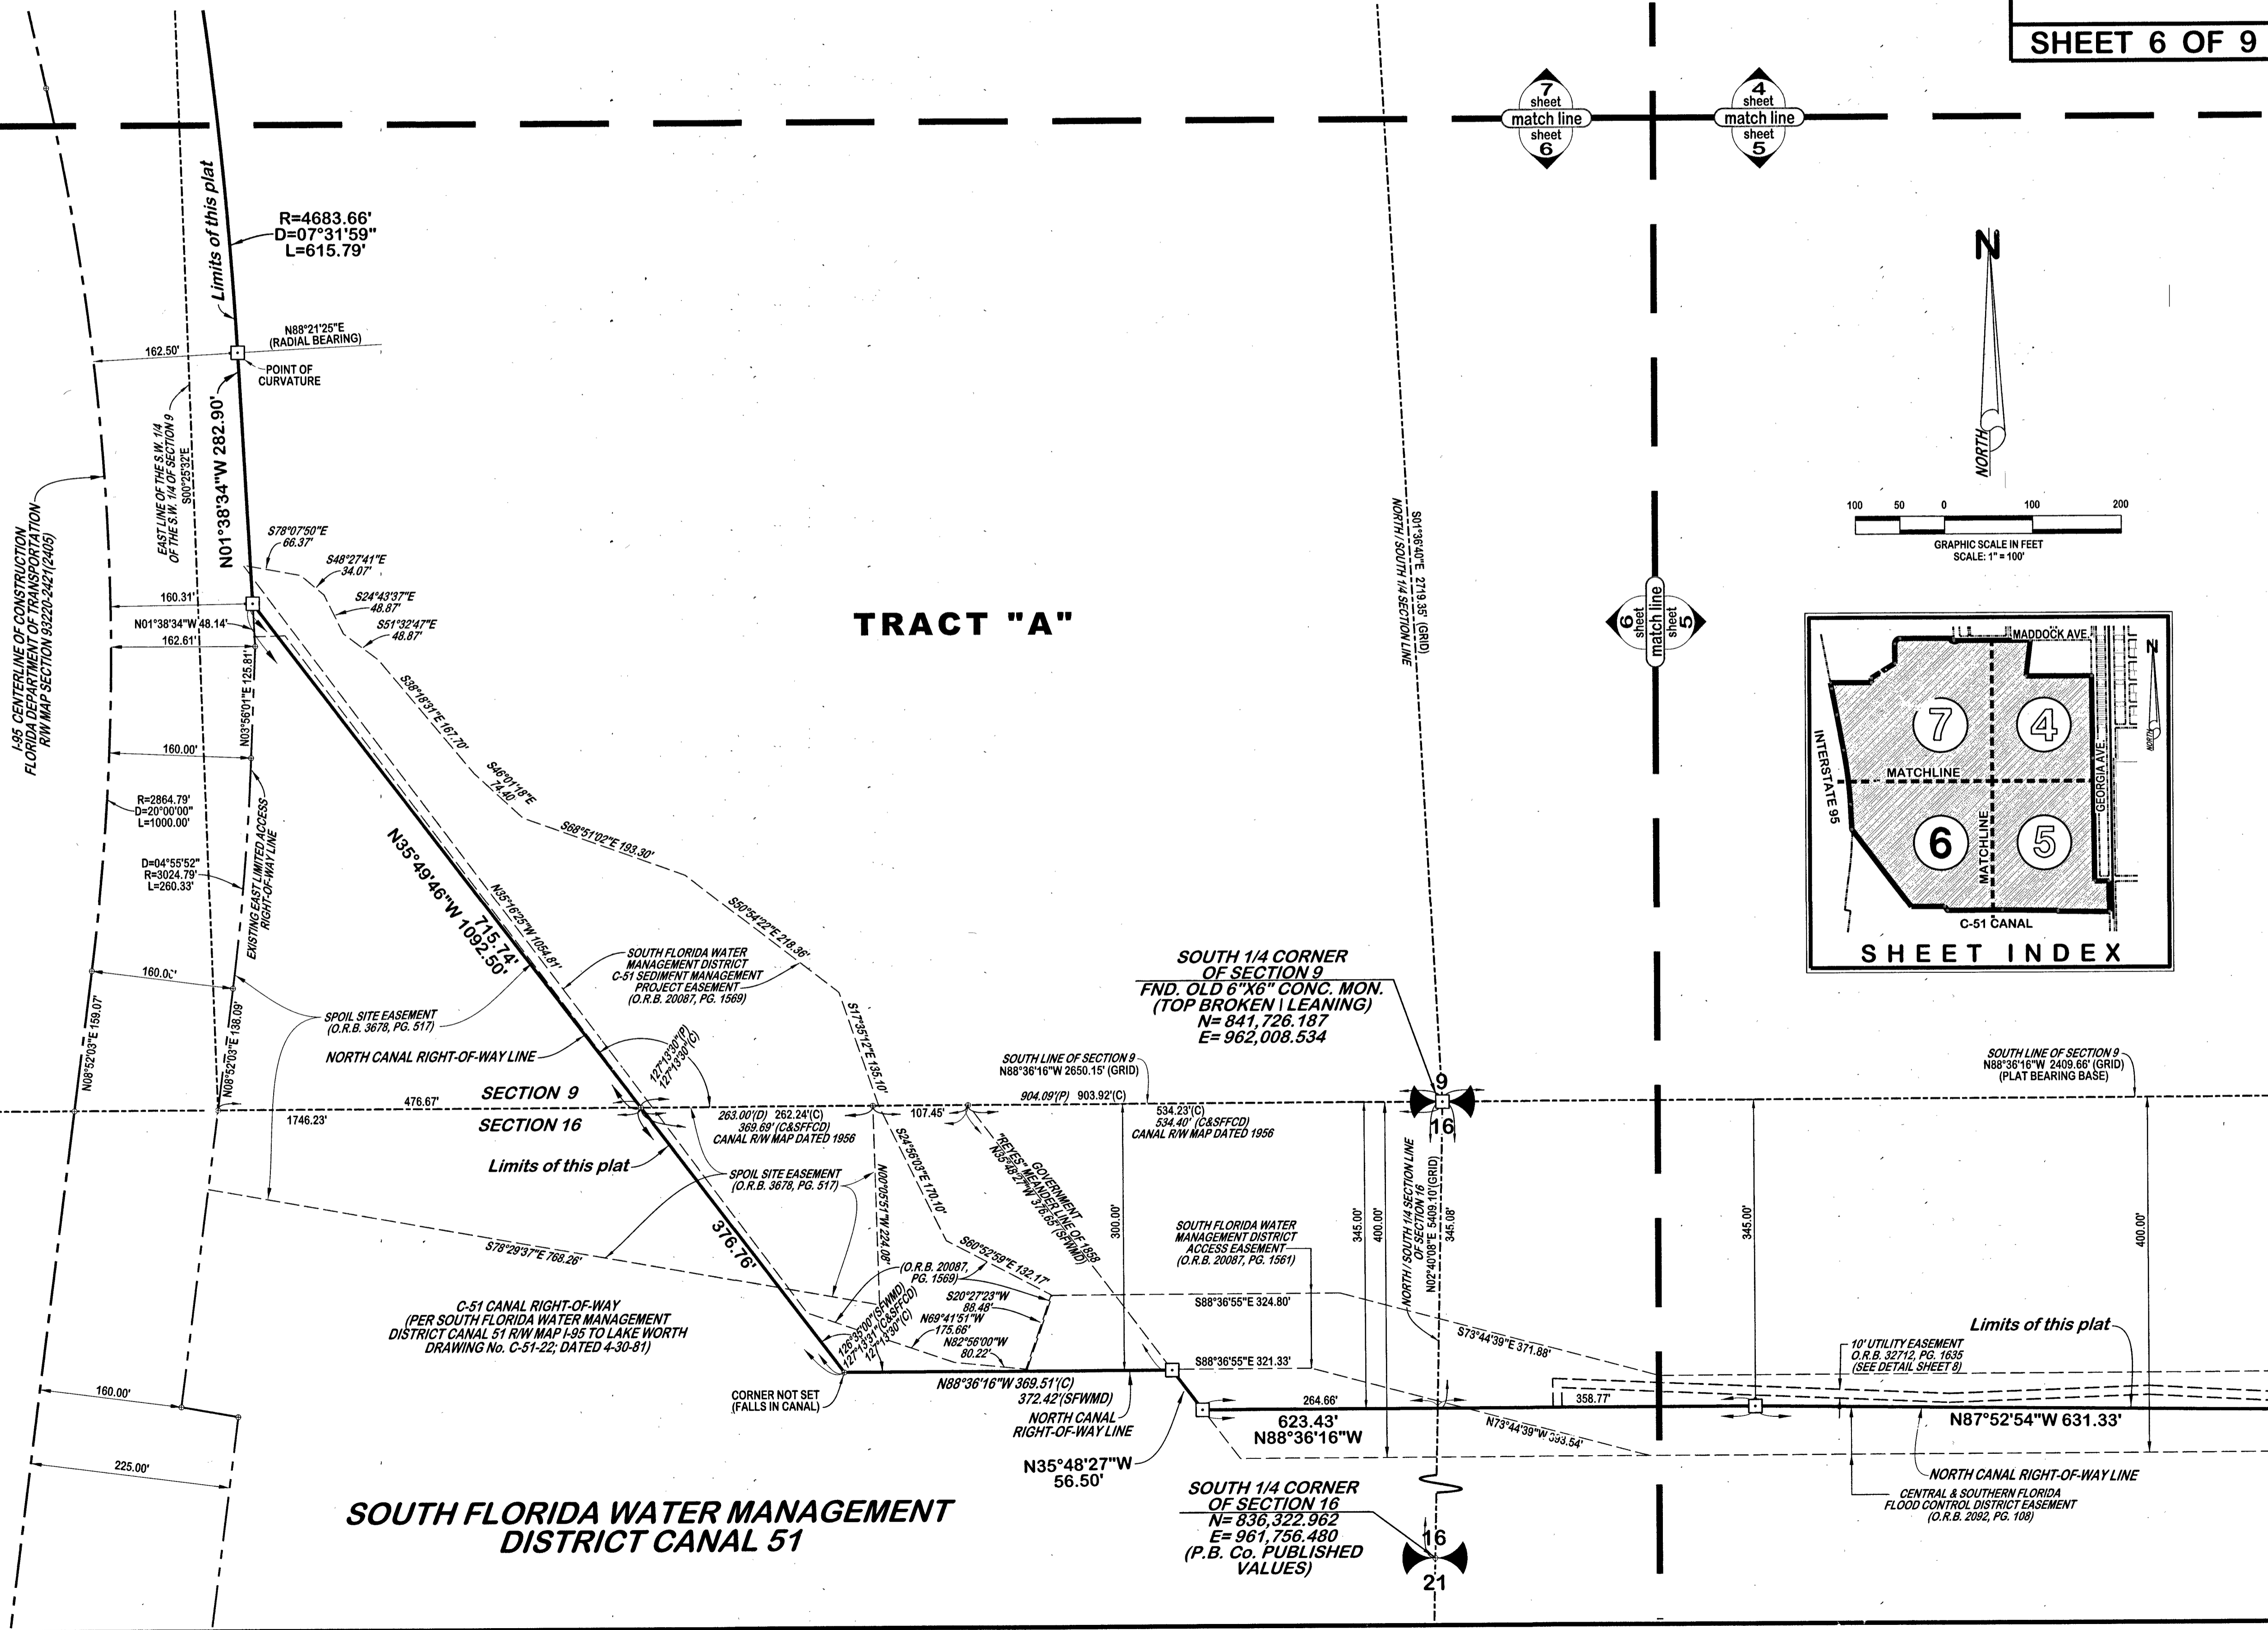 SHEET 6 OF 9
7
sheet
match line
sheet
6
4
sheet
match line
sheet
5
R=4683.66'
D=07°31'59"
L=615.79'
Limits of this plat
N88°21'25"E
(RADIAL BEARING)
162.50'
POINT OF
CURVATURE
N
NORTH
100 50 0 100 200
GRAPHIC SCALE IN FEET
SCALE: 1" = 100'
EAST LINE OF THE S.W. 1/4
OF THE S.W. 1/4 OF SECTION 9
S00°25'32"E
N01°38'34"W 282.90'
I-95 CENTERLINE OF CONSTRUCTION
FLORIDA DEPARTMENT OF TRANSPORTATION
R/W MAP SECTION 93220-2421(2405)
S78°07'50"E
66.37'
S48°27'41"E
34.07'
S24°43'37"E
48.87'
S51°32'47"E
48.87'
160.31'
N01°38'34"W 48.14'
162.61'
N03°56'01"E 125.81'
160.00'
S38°18'31"E 167.70'
S46°01'18"E
74.40'
S68°51'02"E 193.30'
S50°54'22"E 218.36'
S17°35'12"E 135.10'
TRACT "A"
S01°36'40"E 2719.35' (GRID)
NORTH / SOUTH 1/4 SECTION LINE
6
sheet
match line
sheet
5
MADDOCK AVE.
N
NORTH
INTERSTATE 95
7
4
MATCHLINE
GEORGIA AVE.
6
5
MATCHLINE
C-51 CANAL
SHEET INDEX
R=2864.79'
D=20°00'00"
L=1000.00'
D=04°55'52"
R=3024.79'
L=260.33'
EXISTING EAST LIMITED ACCESS
RIGHT-OF-WAY LINE
N35°16'25"W 1054.81'
715.74'
N35°49'46"W 1092.50'
SOUTH FLORIDA WATER
MANAGEMENT DISTRICT
C-51 SEDIMENT MANAGEMENT
PROJECT EASEMENT
(O.R.B. 20087, PG. 1569)
N08°52'03"E 159.07'
N08°52'03"E 138.09'
SPOIL SITE EASEMENT
(O.R.B. 3678, PG. 517)
NORTH CANAL RIGHT-OF-WAY LINE
127°13'30"(P)
127°13'30"(C)
SOUTH 1/4 CORNER
OF SECTION 9
FND. OLD 6"X6" CONC. MON.
(TOP BROKEN \ LEANING)
N= 841,726.187
E= 962,008.534
SOUTH LINE OF SECTION 9
N88°36'16"W 2650.15' (GRID)
SOUTH LINE OF SECTION 9
N88°36'16"W 2409.66' (GRID)
(PLAT BEARING BASE)
SECTION 9
476.67'
1746.23'
SECTION 16
263.00'(D) 262.24'(C)
369.69' (C&SFFCD)
CANAL R/W MAP DATED 1956
107.45'
904.09'(P) 903.92'(C)
534.23'(C)
534.40' (C&SFFCD)
CANAL R/W MAP DATED 1956
9
16
Limits of this plat
SPOIL SITE EASEMENT
(O.R.B. 3678, PG. 517)
N00°05'51"W 224.08'
S24°56'03"E 170.10'
GOVERNMENT
"REYES" MEANDER LINE OF 1858
N35°48'27"W 376.65'(SFWMD)
300.00'
345.00'
400.00'
NORTH / SOUTH 1/4 SECTION LINE
OF SECTION 16
N02°40'08"E 5409.10'(GRID)
345.08'
345.00'
400.00'
SOUTH FLORIDA WATER
MANAGEMENT DISTRICT
ACCESS EASEMENT
(O.R.B. 20087, PG. 1561)
376.76'
S78°29'37"E 768.26'
S60°52'59"E 132.17'
(O.R.B. 20087,
PG. 1569)
S20°27'23"W
88.48'
N69°41'51"W
175.66'
N82°56'00"W
80.22'
126°35'00"(SFWMD)
127°13'31"(C&SFFCD)
127°13'30"(C)
C-51 CANAL RIGHT-OF-WAY
(PER SOUTH FLORIDA WATER MANAGEMENT
DISTRICT CANAL 51 R/W MAP I-95 TO LAKE WORTH
DRAWING No. C-51-22; DATED 4-30-81)
S88°36'55"E 324.80'
S88°36'55"E 321.33'
S73°44'39"E 371.88'
Limits of this plat
10' UTILITY EASEMENT
O.R.B. 32712, PG. 1635
(SEE DETAIL SHEET 8)
160.00'
CORNER NOT SET
(FALLS IN CANAL)
N88°36'16"W 369.51'(C)
372.42'(SFWMD)
NORTH CANAL
RIGHT-OF-WAY LINE
264.66'
623.43'
N88°36'16"W
358.77'
N73°44'39"W 393.54'
N87°52'54"W 631.33'
N35°48'27"W
56.50'
225.00'
NORTH CANAL RIGHT-OF-WAY LINE
CENTRAL & SOUTHERN FLORIDA
FLOOD CONTROL DISTRICT EASEMENT
(O.R.B. 2092, PG. 108)
SOUTH 1/4 CORNER
OF SECTION 16
N= 836,322.962
E= 961,756.480
(P.B. Co. PUBLISHED
VALUES)
16
21
SOUTH FLORIDA WATER MANAGEMENT
DISTRICT CANAL 51